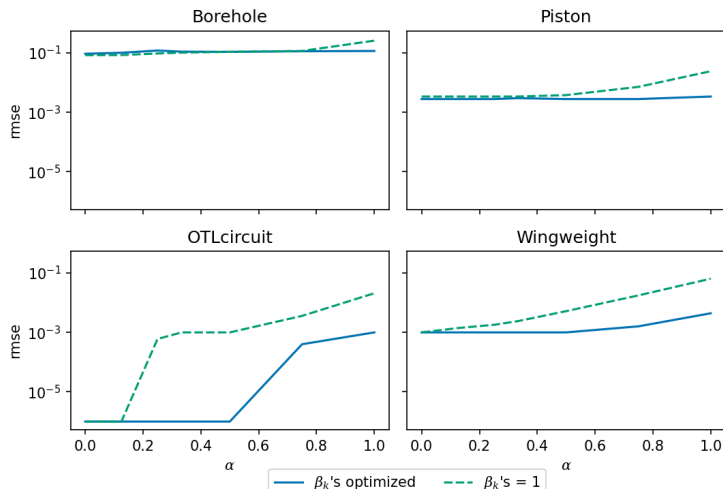 Borehole
Piston
rmse
10⁻¹
10⁻³
10⁻⁵
OTLcircuit
Wingweight
rmse
10⁻¹
10⁻³
10⁻⁵
0.0 0.2 0.4 0.6 0.8 1.0
0.0 0.2 0.4 0.6 0.8 1.0
α
α
βₖ's optimized
βₖ's = 1